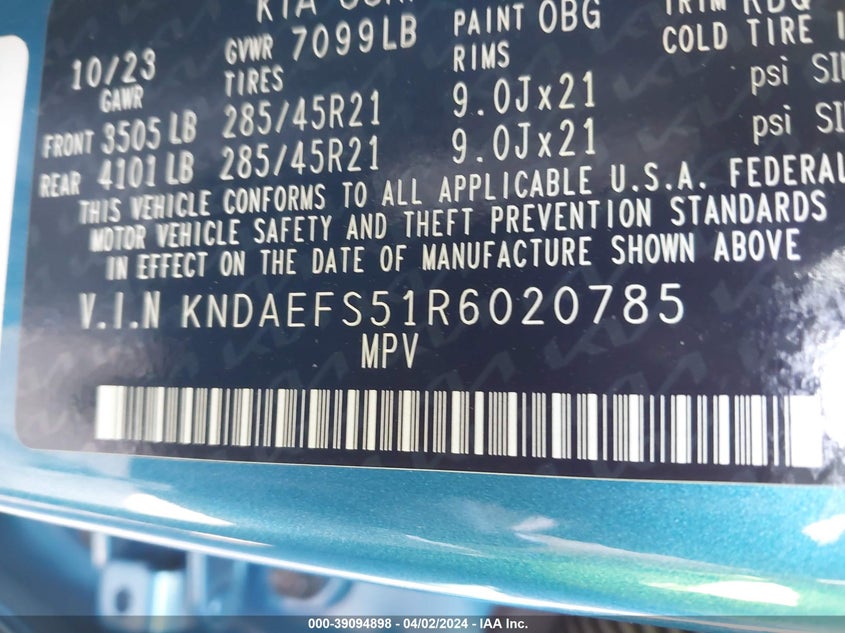 KIA
PAINT OBG
TRIM
10/23
GVWR 7099LB
RIMS
COLD TIRE
GAWR
TIRES
FRONT 3505 LB 285/45R21 9.0Jx21 psi
REAR 4101 LB 285/45R21 9.0Jx21 psi
THIS VEHICLE CONFORMS TO ALL APPLICABLE U.S.A. FEDERAL
MOTOR VEHICLE SAFETY AND THEFT PREVENTION STANDARDS
IN EFFECT ON THE DATE OF MANUFACTURE SHOWN ABOVE
V.I.N KNDAEFS51R6020785
MPV
000-39094898 - 04/02/2024 - IAA Inc.